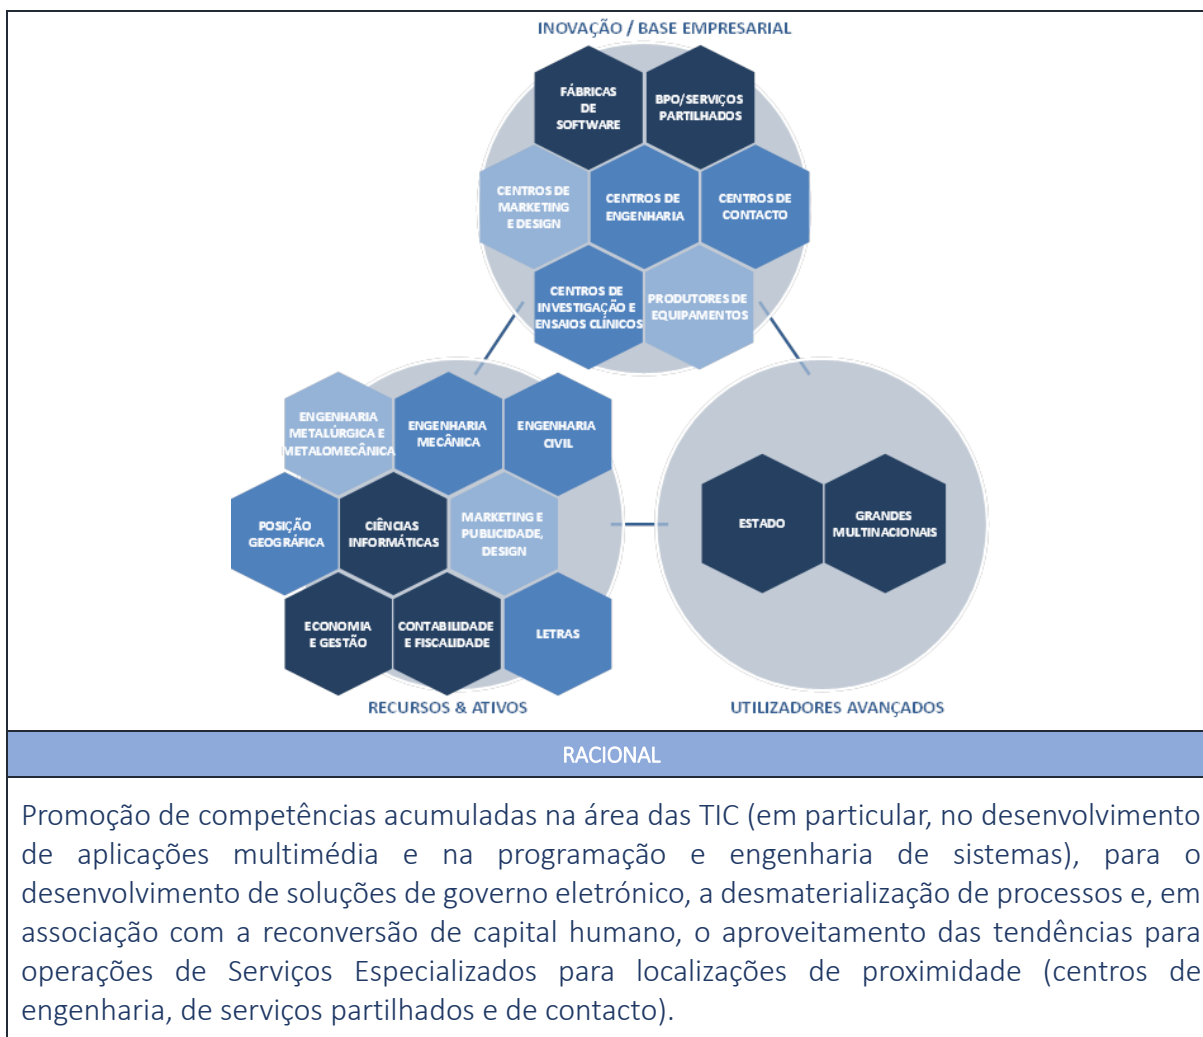 INOVAÇÃO / BASE EMPRESARIAL
FÁBRICAS
DE
SOFTWARE
BPO/SERVIÇOS
PARTILHADOS
CENTROS DE
MARKETING
E DESIGN
CENTROS DE
ENGENHARIA
CENTROS DE
CONTACTO
CENTROS DE
INVESTIGAÇÃO E
ENSAIOS CLÍNICOS
PRODUTORES DE
EQUIPAMENTOS
ENGENHARIA
METALÚRGICA E
METALOMECÂNICA
ENGENHARIA
MECÂNICA
ENGENHARIA
CIVIL
POSIÇÃO
GEOGRÁFICA
CIÊNCIAS
INFORMÁTICAS
MARKETING E
PUBLICIDADE,
DESIGN
ECONOMIA
E GESTÃO
CONTABILIDADE
E FISCALIDADE
LETRAS
RECURSOS & ATIVOS
ESTADO
GRANDES
MULTINACIONAIS
UTILIZADORES AVANÇADOS
RACIONAL
Promoção de competências acumuladas na área das TIC (em particular, no desenvolvimento
de aplicações multimédia e na programação e engenharia de sistemas), para o
desenvolvimento de soluções de governo eletrónico, a desmaterialização de processos e, em
associação com a reconversão de capital humano, o aproveitamento das tendências para
operações de Serviços Especializados para localizações de proximidade (centros de
engenharia, de serviços partilhados e de contacto).